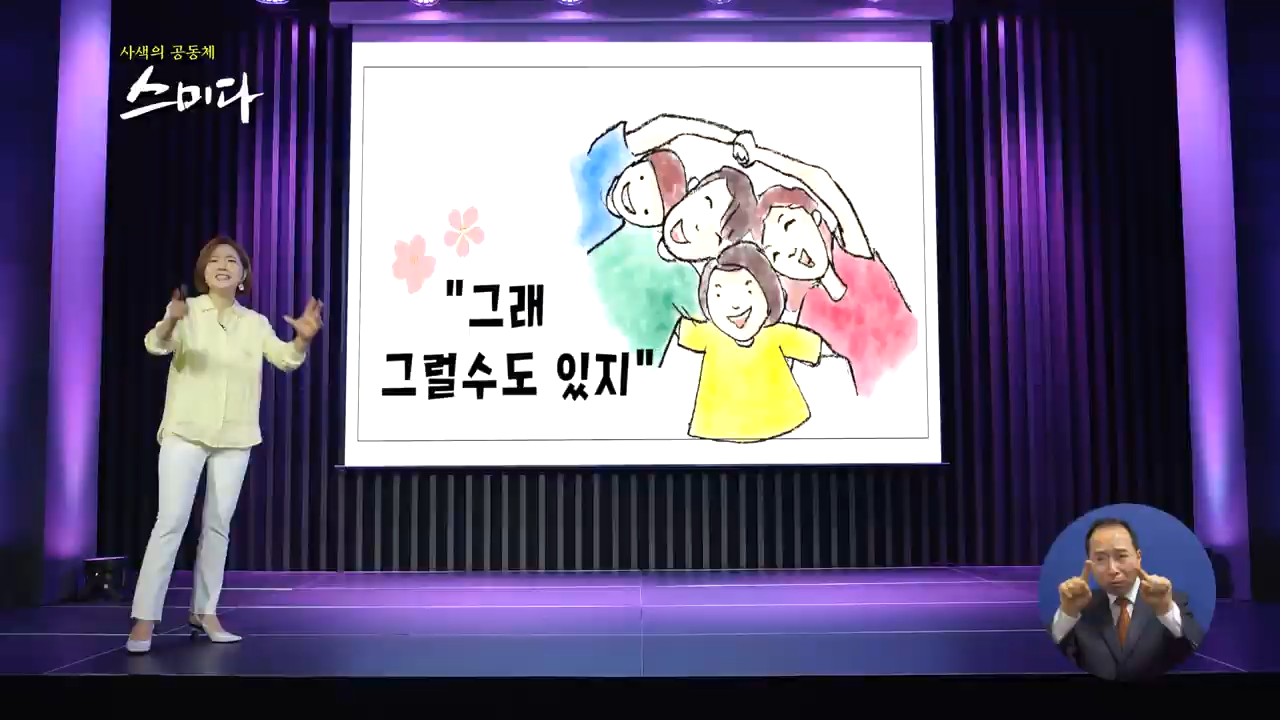 사색의 공동체
스미다
"그래
그럴수도 있지"